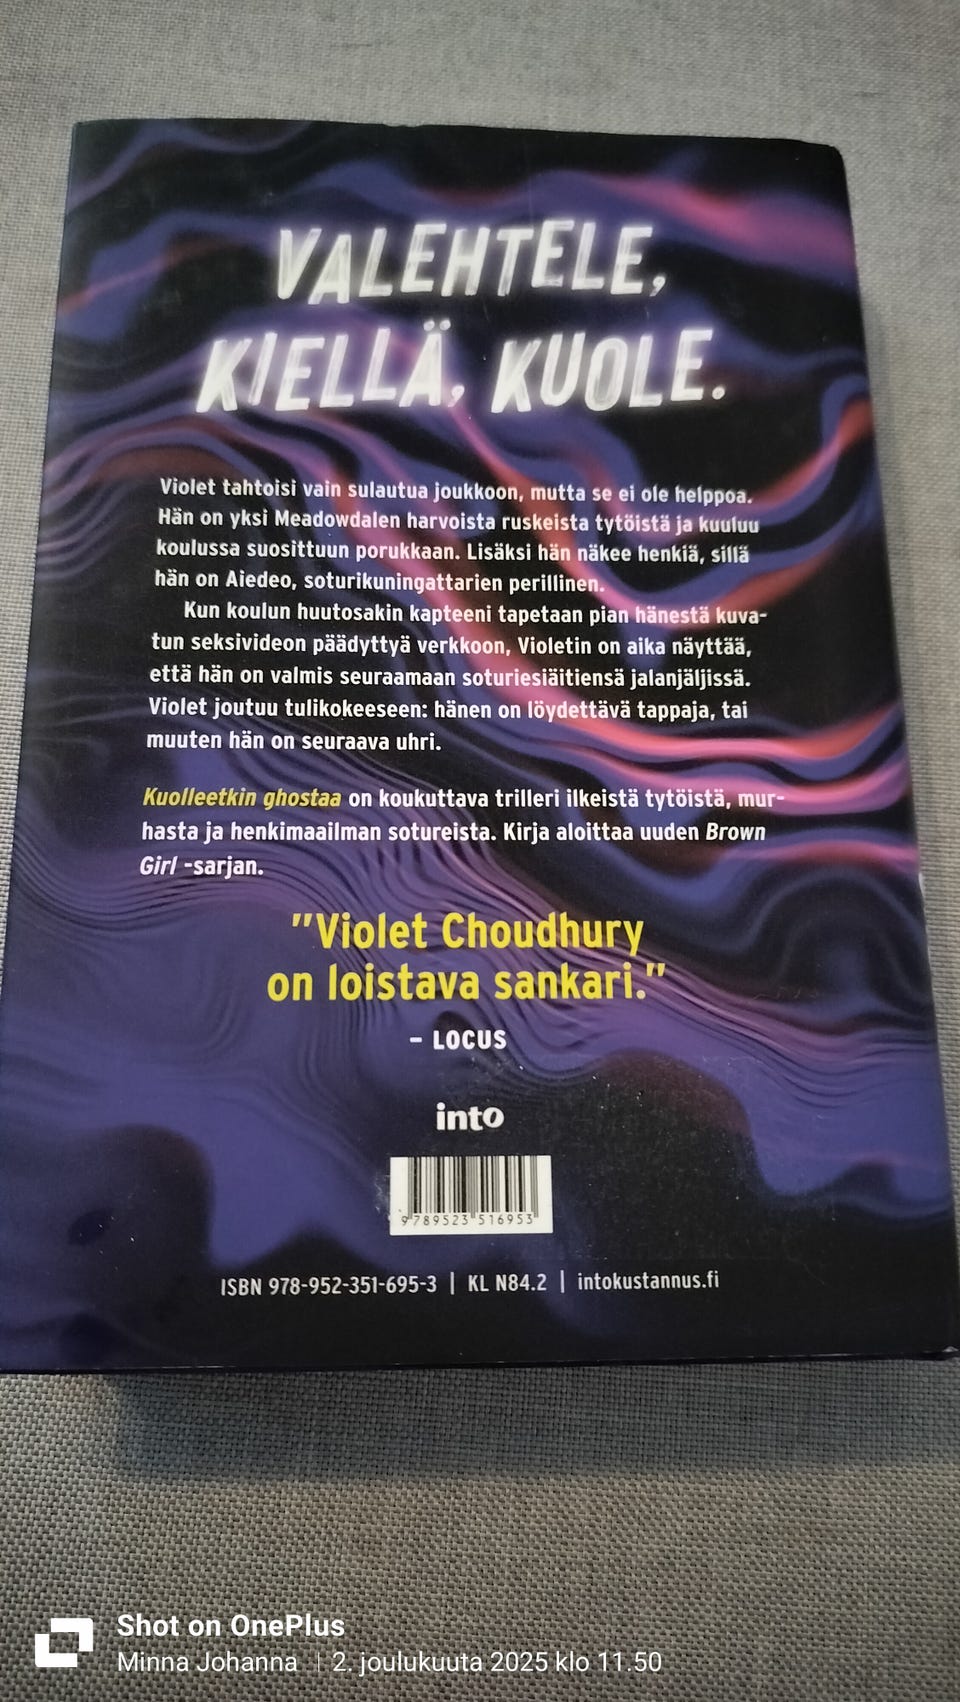 VALEHTELE,
KIELLÄ, KUOLE.
Violet tahtoisi vain sulautua joukkoon, mutta se ei ole helppoa.
Hän on yksi Meadowdalen harvoista ruskeista tytöistä ja kuuluu
koulussa suosittuun porukkaan. Lisäksi hän näkee henkiä, sillä
hän on Aiedeo, soturikuningattarien perillinen.
Kun koulun huutosakin kapteeni tapetaan pian hänestä kuva-
tun seksivideon päädyttyä verkkoon, Violetin on aika näyttää,
että hän on valmis seuraamaan soturiesiäitiensä jalanjäljissä.
Violet joutuu tulikokeeseen: hänen on löydettävä tappaja, tai
muuten hän on seuraava uhri.
Kuolleetkin ghostaa on koukuttava trilleri ilkeistä tytöistä, mur-
hasta ja henkimaailman sotureista. Kirja aloittaa uuden Brown
Girl -sarjan.
"Violet Choudhury
on loistava sankari."
– LOCUS
into
9 789523 516953
ISBN 978-952-351-695-3 | KL N84.2 | intokustannus.fi
Shot on OnePlus
Minna Johanna | 2. joulukuuta 2025 klo 11.50